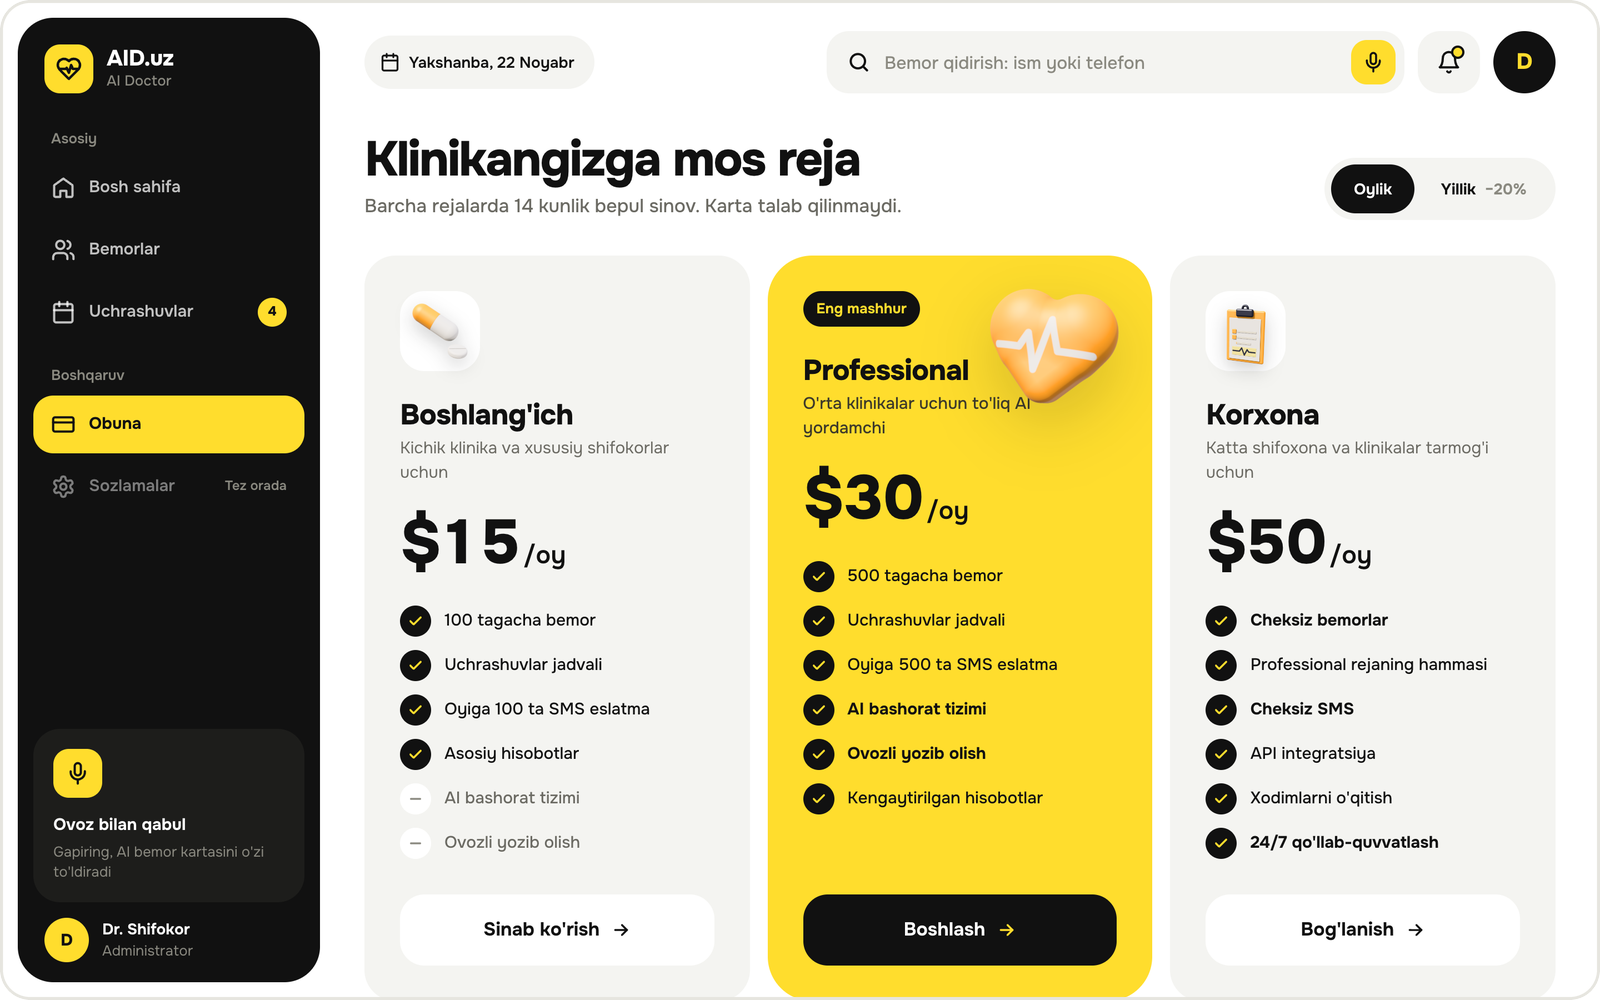 AID.uz
AI Doctor
Asosiy
Bosh sahifa
Bemorlar
Uchrashuvlar 4
Boshqaruv
Obuna
Sozlamalar Tez orada
Ovoz bilan qabul
Gapiring, AI bemor kartasini o'zi
to'ldiradi
D
Dr. Shifokor
Administrator
Yakshanba, 22 Noyabr
Bemor qidirish: ism yoki telefon
D
Klinikangizga mos reja
Barcha rejalarda 14 kunlik bepul sinov. Karta talab qilinmaydi.
Oylik
Yillik −20%
Boshlang'ich
Kichik klinika va xususiy shifokorlar
uchun
$15/oy
100 tagacha bemor
Uchrashuvlar jadvali
Oyiga 100 ta SMS eslatma
Asosiy hisobotlar
AI bashorat tizimi
Ovozli yozib olish
Sinab ko'rish →
Eng mashhur
Professional
O'rta klinikalar uchun to'liq AI
yordamchi
$30/oy
500 tagacha bemor
Uchrashuvlar jadvali
Oyiga 500 ta SMS eslatma
AI bashorat tizimi
Ovozli yozib olish
Kengaytirilgan hisobotlar
Boshlash →
Korxona
Katta shifoxona va klinikalar tarmog'i
uchun
$50/oy
Cheksiz bemorlar
Professional rejaning hammasi
Cheksiz SMS
API integratsiya
Xodimlarni o'qitish
24/7 qo'llab-quvvatlash
Bog'lanish →